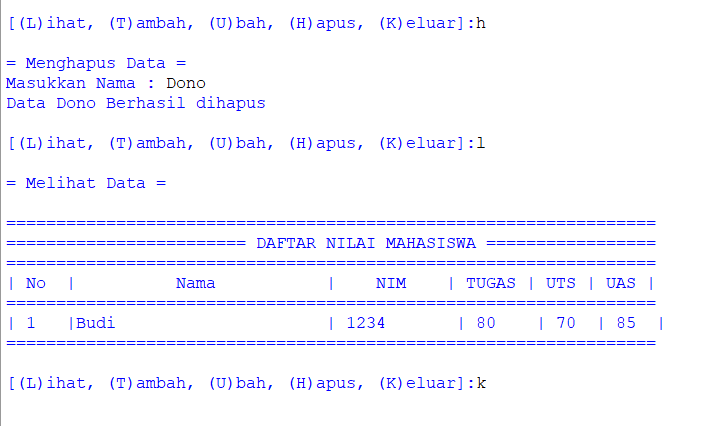 [(L)ihat, (T)ambah, (U)bah, (H)apus, (K)eluar]:h
= Menghapus Data =
Masukkan Nama : Dono
Data Dono Berhasil dihapus
[(L)ihat, (T)ambah, (U)bah, (H)apus, (K)eluar]:l
= Melihat Data =
=================================================================
======================== DAFTAR NILAI MAHASISWA =================
=================================================================
| No  |          Nama           |    NIM    | TUGAS | UTS | UAS |
=================================================================
| 1   |Budi                     | 1234       | 80    | 70  | 85  |
=================================================================
[(L)ihat, (T)ambah, (U)bah, (H)apus, (K)eluar]:k